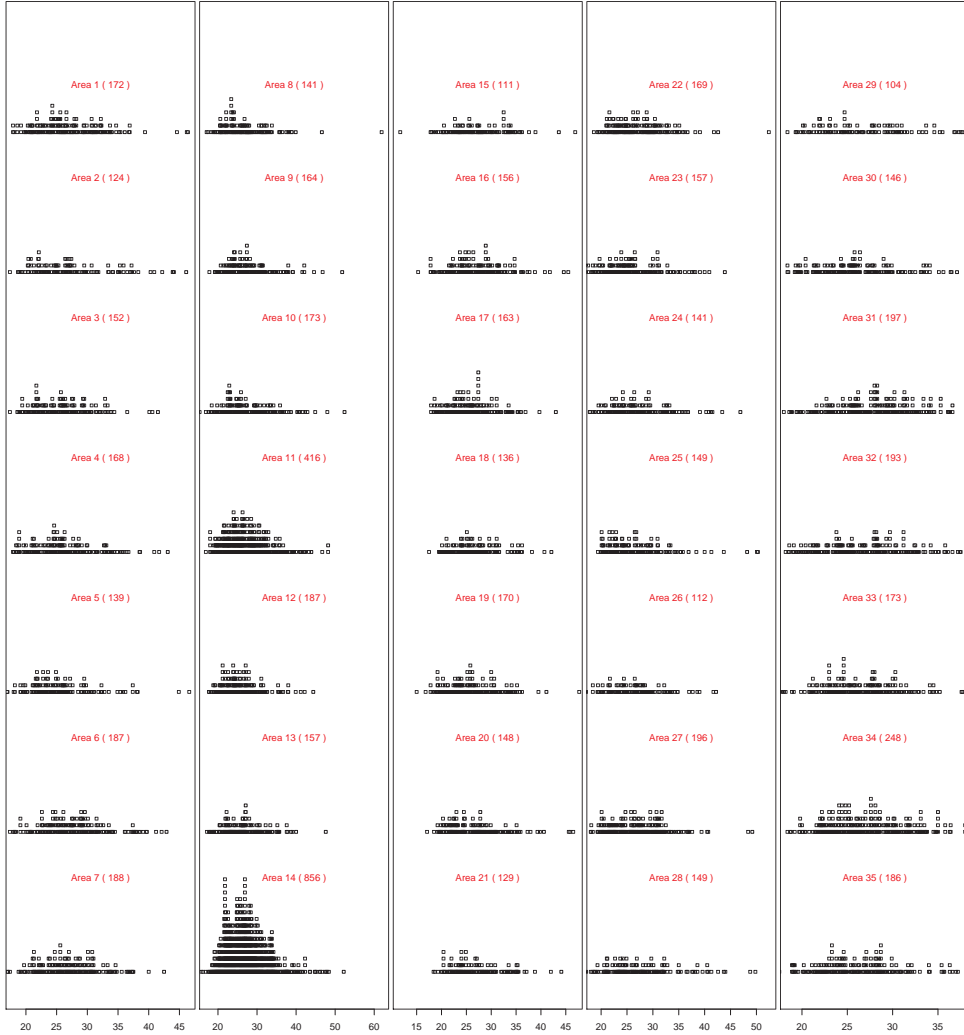 Area 1 ( 172 )
Area 2 ( 124 )
Area 3 ( 152 )
Area 4 ( 168 )
Area 5 ( 139 )
Area 6 ( 187 )
Area 7 ( 188 )
20 25 30 35 40 45
Area 8 ( 141 )
Area 9 ( 164 )
Area 10 ( 173 )
Area 11 ( 416 )
Area 12 ( 187 )
Area 13 ( 157 )
Area 14 ( 856 )
20 30 40 50 60
Area 15 ( 111 )
Area 16 ( 156 )
Area 17 ( 163 )
Area 18 ( 136 )
Area 19 ( 170 )
Area 20 ( 148 )
Area 21 ( 129 )
15 20 25 30 35 40 45
Area 22 ( 169 )
Area 23 ( 157 )
Area 24 ( 141 )
Area 25 ( 149 )
Area 26 ( 112 )
Area 27 ( 196 )
Area 28 ( 149 )
20 25 30 35 40 45 50
Area 29 ( 104 )
Area 30 ( 146 )
Area 31 ( 197 )
Area 32 ( 193 )
Area 33 ( 173 )
Area 34 ( 248 )
Area 35 ( 186 )
20 25 30 35